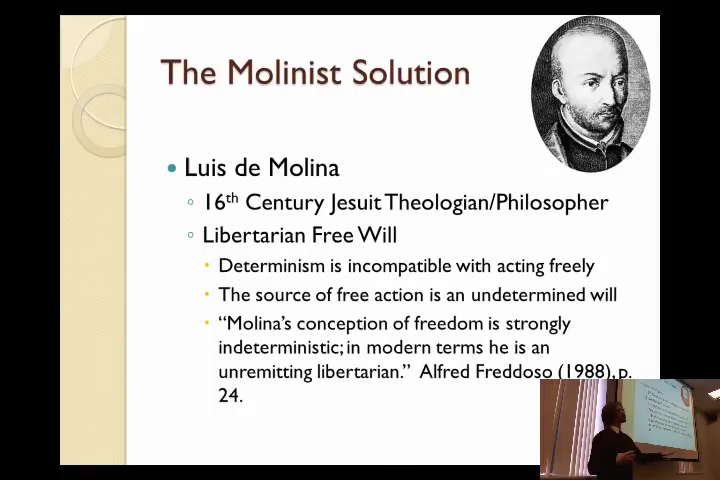 The Molinist Solution
Luis de Molina
16th Century Jesuit Theologian/Philosopher
Libertarian Free Will
Determinism is incompatible with acting freely
The source of free action is an undetermined will
“Molina’s conception of freedom is strongly
indeterministic; in modern terms he is an
unremitting libertarian.” Alfred Freddoso (1988), p.
24.